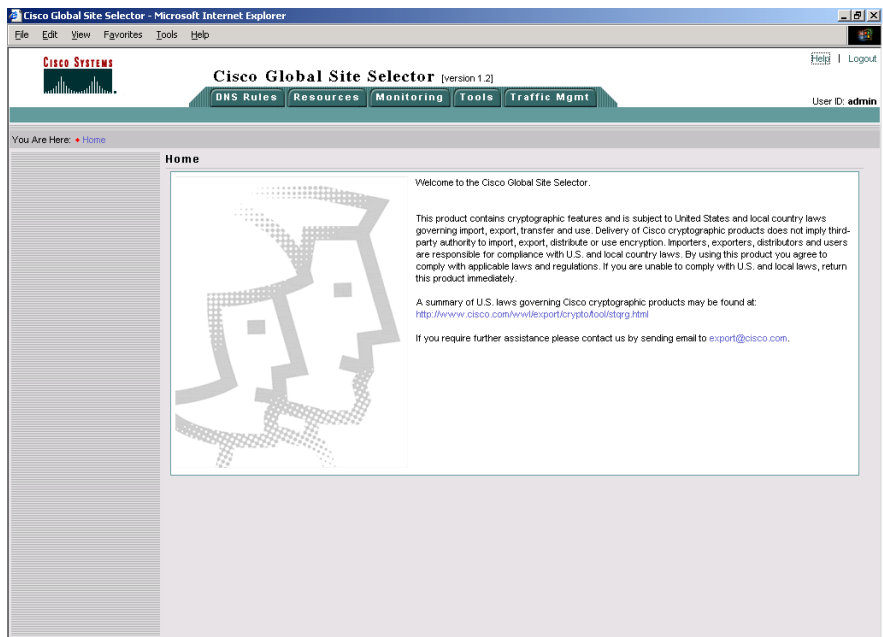 Cisco Global Site Selector - Microsoft Internet Explorer
File Edit View Favorites Tools Help
CISCO SYSTEMS
Cisco Global Site Selector [version 1.2]
Help | Logout
DNS Rules Resources Monitoring Tools Traffic Mgmt
User ID: admin
You Are Here: Home
Home
Welcome to the Cisco Global Site Selector.
This product contains cryptographic features and is subject to United States and local country laws
governing import, export, transfer and use. Delivery of Cisco cryptographic products does not imply third-
party authority to import, export, distribute or use encryption. Importers, exporters, distributors and users
are responsible for compliance with U.S. and local country laws. By using this product you agree to
comply with applicable laws and regulations. If you are unable to comply with U.S. and local laws, return
this product immediately.
A summary of U.S. laws governing Cisco cryptographic products may be found at:
http://www.cisco.com/wwl/export/crypto/tool/stqrg.html
If you require further assistance please contact us by sending email to export@cisco.com.